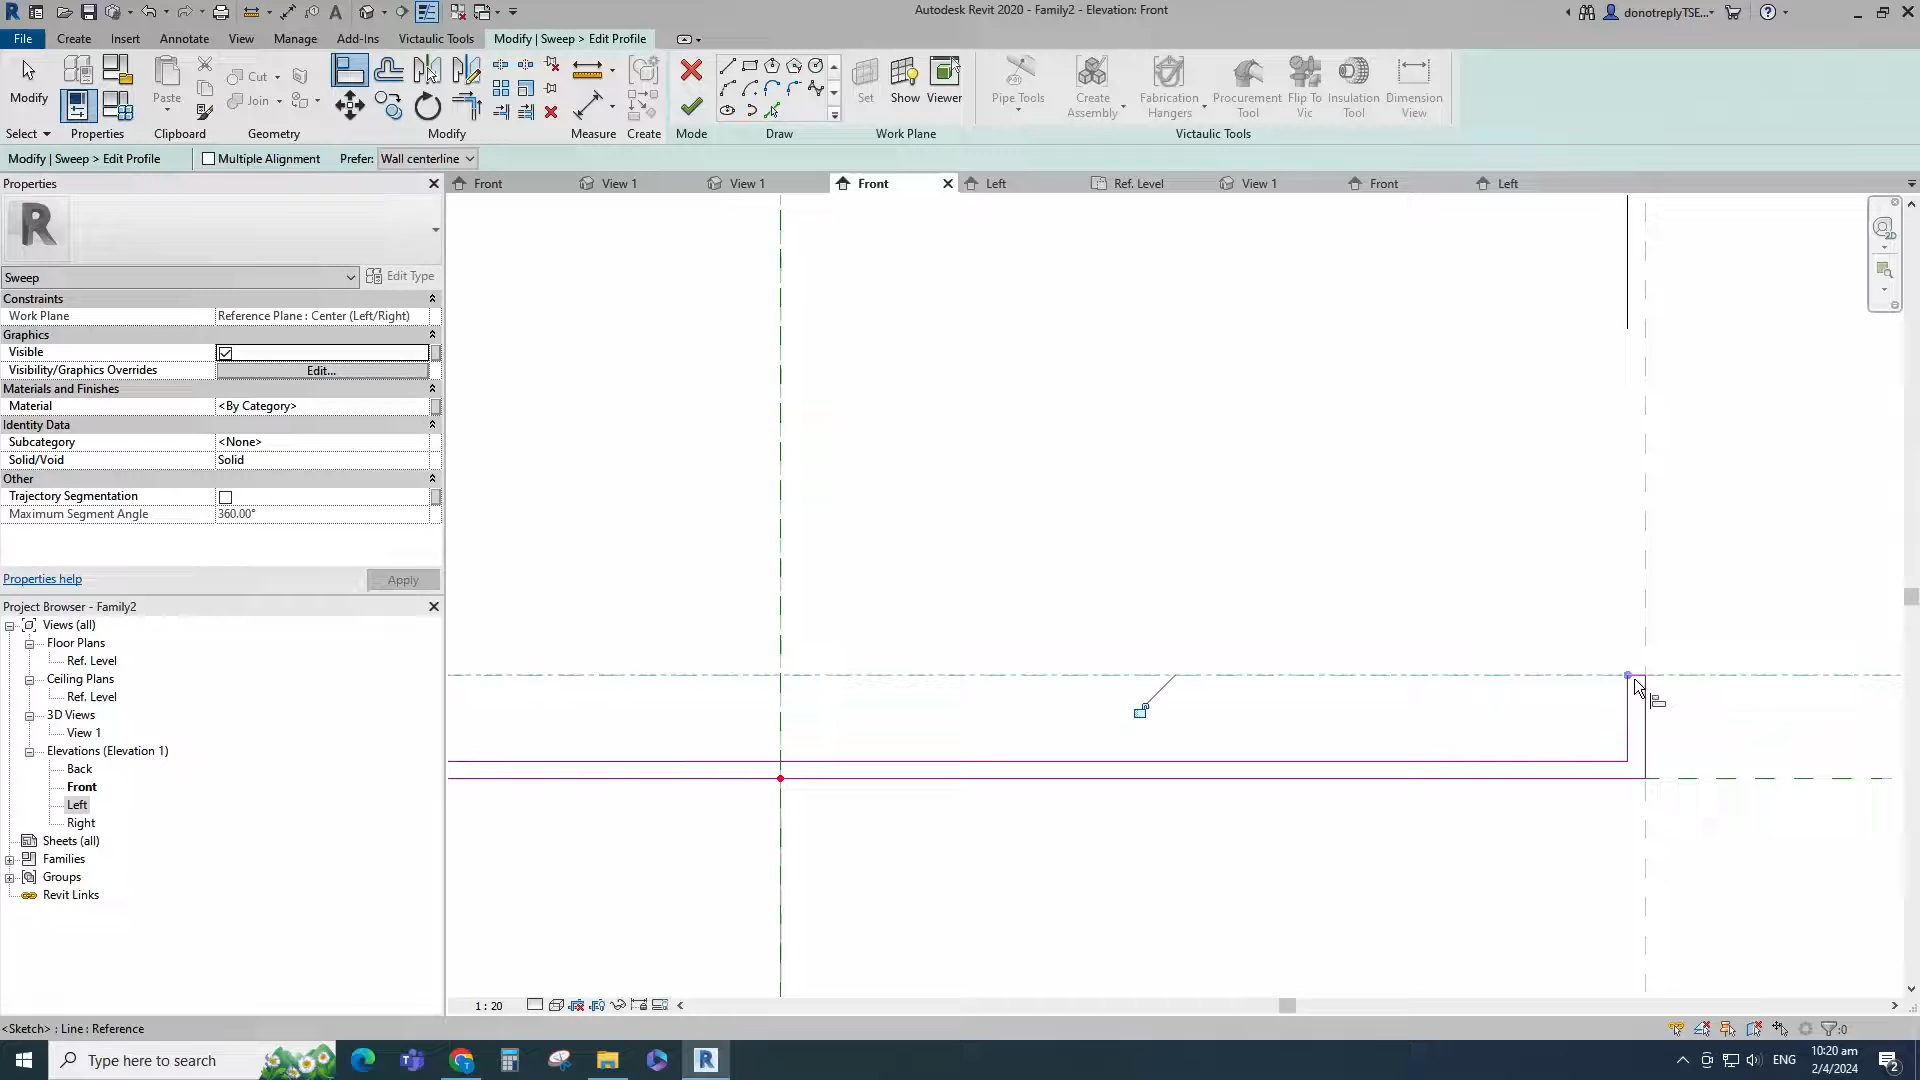 Autodesk Revit 2020 - Family2 - Elevation: Front
donotreplyTSE...
File Create Insert Annotate View Manage Add-Ins Victaulic Tools Modify | Sweep > Edit Profile
Modify
Paste
Cut
Join
Set
Show
Viewer
Pipe Tools
Create Assembly
Fabrication Hangers
Procurement Tool
Flip To Vic
Insulation Tool
Dimension View
Select Properties Clipboard Geometry Modify Measure Create Mode Draw Work Plane Victaulic Tools
Modify | Sweep > Edit Profile Multiple Alignment Prefer: Wall centerline
Properties
Front View 1 View 1 Front Left Ref. Level View 1 Front Left
R
2D
Sweep Edit Type
Constraints
Work Plane Reference Plane : Center (Left/Right)
Graphics
Visible
Visibility/Graphics Overrides Edit...
Materials and Finishes
Material <By Category>
Identity Data
Subcategory <None>
Solid/Void Solid
Other
Trajectory Segmentation
Maximum Segment Angle 360.00°
Properties help Apply
Project Browser - Family2
Views (all)
Floor Plans
Ref. Level
Ceiling Plans
Ref. Level
3D Views
View 1
Elevations (Elevation 1)
Back
Front
Left
Right
Sheets (all)
Families
Groups
Revit Links
1 : 20
<Sketch> : Line : Reference
:0
Type here to search
ENG
10:20 am
2/4/2024
2